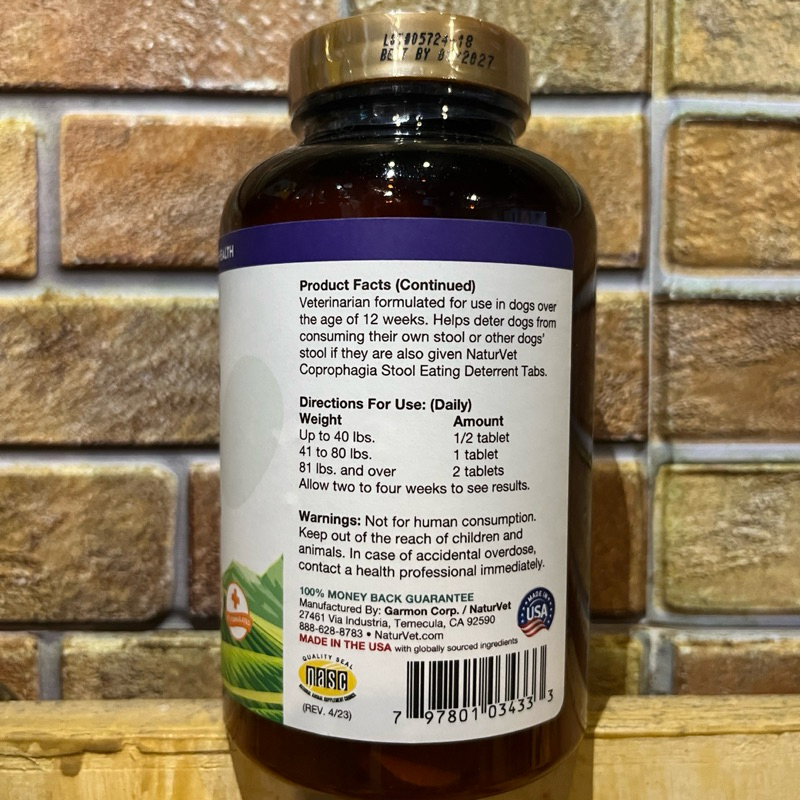 BEST BY 2027
Product Facts (Continued)
Veterinarian formulated for use in dogs over
the age of 12 weeks. Helps deter dogs from
consuming their own stool or other dogs'
stool if they are also given NaturVet
Coprophagia Stool Eating Deterrent Tabs.
Directions For Use: (Daily)
Weight Amount
Up to 40 lbs. 1/2 tablet
41 to 80 lbs. 1 tablet
81 lbs. and over 2 tablets
Allow two to four weeks to see results.
Warnings: Not for human consumption.
Keep out of the reach of children and
animals. In case of accidental overdose,
contact a health professional immediately.
100% MONEY BACK GUARANTEE
Manufactured By: Garmon Corp. / NaturVet
27461 Via Industria, Temecula, CA 92590
888-628-8783 • NaturVet.com
MADE IN THE USA with globally sourced ingredients
MADE IN
USA
QUALITY SEAL
nasc
NATIONAL ANIMAL SUPPLEMENT COUNCIL
(REV. 4/23)
7 97801 03433 3